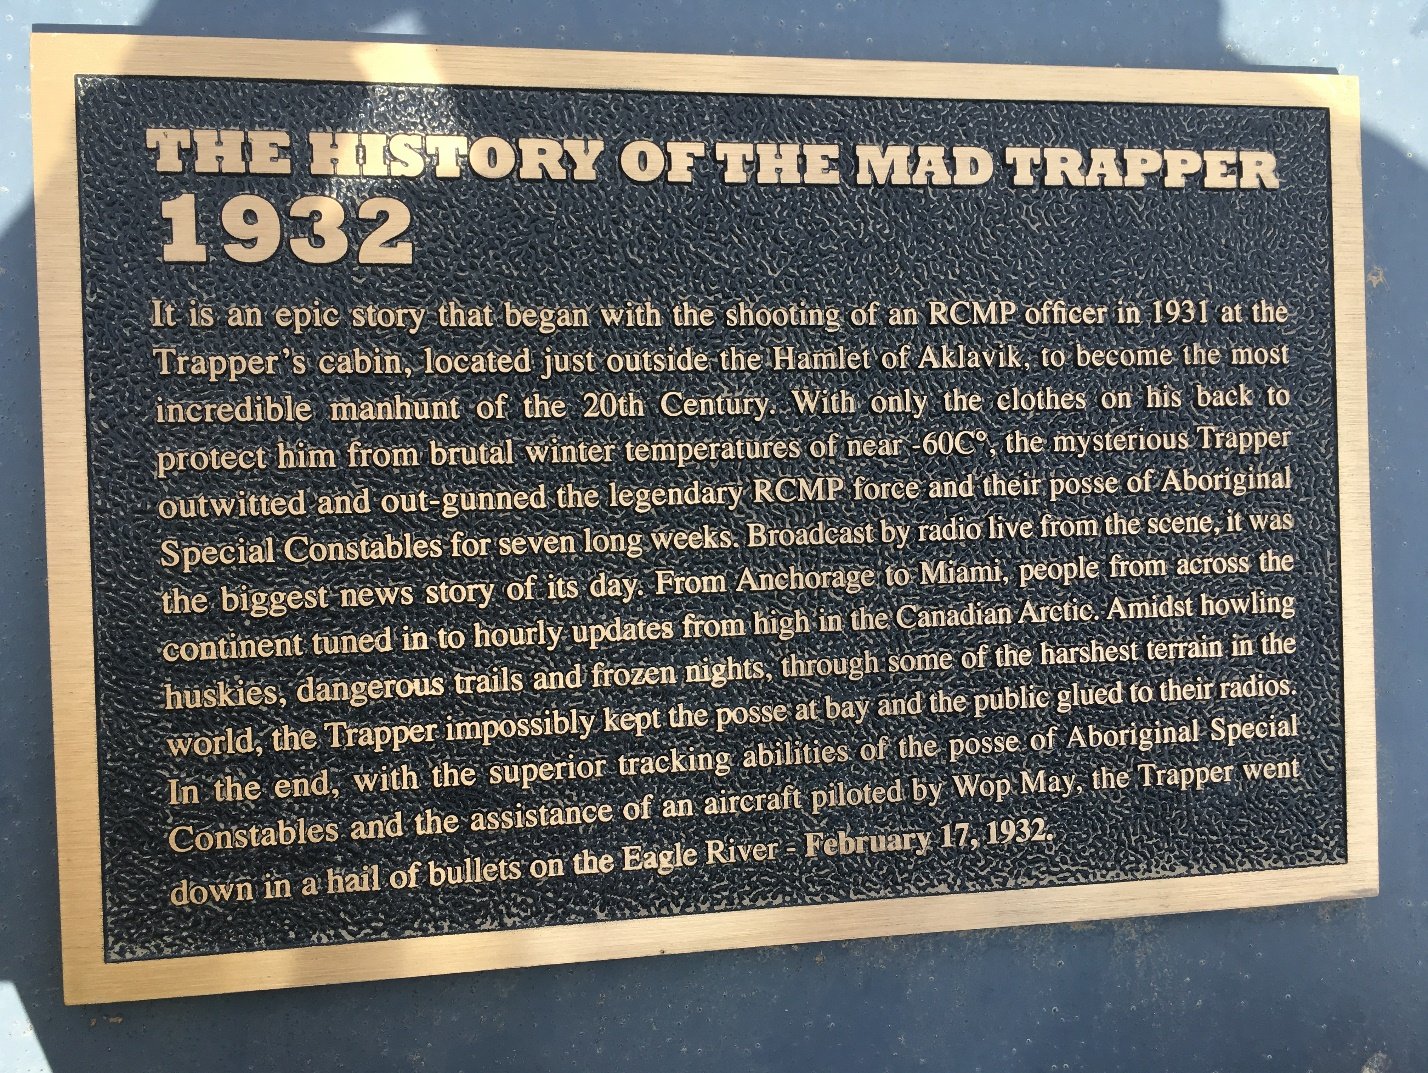 THE HISTORY OF THE MAD TRAPPER
1932
It is an epic story that began with the shooting of an RCMP officer in 1931 at the
Trapper's cabin, located just outside the Hamlet of Aklavik, to become the most
incredible manhunt of the 20th Century. With only the clothes on his back to
protect him from brutal winter temperatures of near -60C°, the mysterious Trapper
outwitted and out-gunned the legendary RCMP force and their posse of Aboriginal
Special Constables for seven long weeks. Broadcast by radio live from the scene, it was
the biggest news story of its day. From Anchorage to Miami, people from across the
continent tuned in to hourly updates from high in the Canadian Arctic. Amidst howling
huskies, dangerous trails and frozen nights, through some of the harshest terrain in the
world, the Trapper impossibly kept the posse at bay and the public glued to their radios.
In the end, with the superior tracking abilities of the posse of Aboriginal Special
Constables and the assistance of an aircraft piloted by Wop May, the Trapper went
down in a hail of bullets on the Eagle River - February 17, 1932.